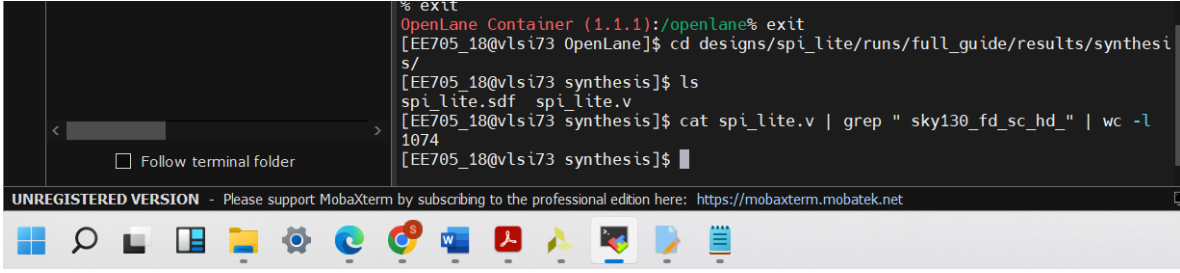 % exit
OpenLane Container (1.1.1):/openlane% exit
[EE705_18@vlsi73 OpenLane]$ cd designs/spi_lite/runs/full_guide/results/synthesi
s/
[EE705_18@vlsi73 synthesis]$ ls
spi_lite.sdf  spi_lite.v
[EE705_18@vlsi73 synthesis]$ cat spi_lite.v | grep " sky130_fd_sc_hd_" | wc -l
1074
[EE705_18@vlsi73 synthesis]$
Follow terminal folder
UNREGISTERED VERSION - Please support MobaXterm by subscribing to the professional edition here: https://mobaxterm.mobatek.net